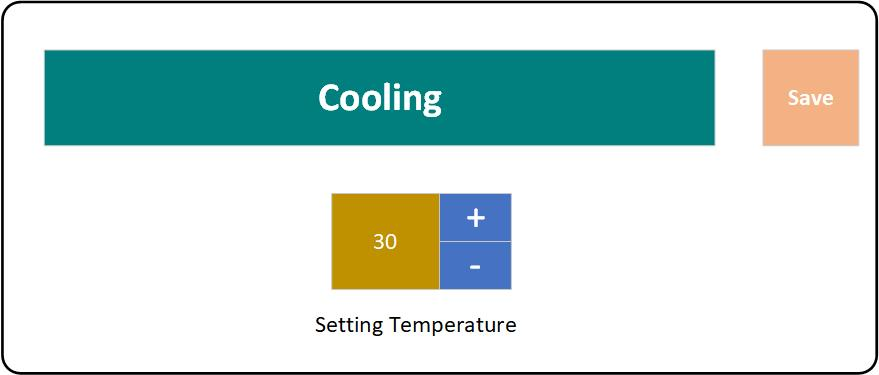 Cooling
Save
30
+
-
Setting Temperature